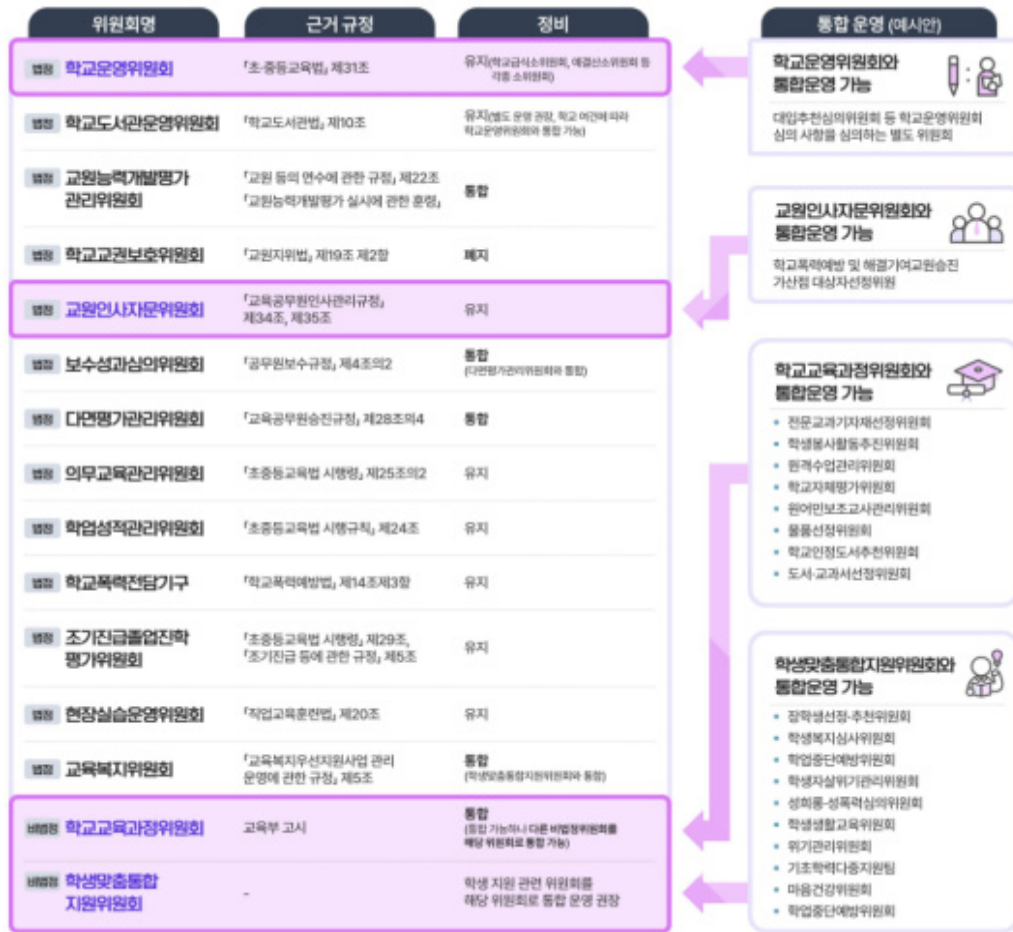 위원회명 근거 규정 정비
법정 학교운영위원회 「초·중등교육법」 제31조 유지(학교급식소위원회, 예결산소위원회 등
각종 소위원회)
법정 학교도서관운영위원회 「학교도서관법」 제10조 유지(별도 운영 권장, 학교 여건에 따라
학교운영위원회와 통합 가능)
법정 교원능력개발평가
관리위원회
「교원 등의 연수에 관한 규정」 제22조
「교원능력개발평가 실시에 관한 훈령」
통합
법정 학교교권보호위원회 「교원지위법」 제19조 제2항 폐지
법정 교원인사자문위원회 「교육공무원인사관리규정」
제34조, 제35조
유지
법정 보수성과심의위원회 「공무원보수규정」 제4조의2 통합
(다면평가관리위원회와 통합)
법정 다면평가관리위원회 「교육공무원승진규정」 제28조의4 통합
법정 의무교육관리위원회 「초중등교육법 시행령」 제25조의2 유지
법정 학업성적관리위원회 「초중등교육법 시행규칙」 제24조 유지
법정 학교폭력전담기구 「학교폭력예방법」 제14조제3항 유지
법정 조기진급졸업진학
평가위원회
「초중등교육법 시행령」 제29조,
「조기진급 등에 관한 규정」 제5조
유지
법정 현장실습운영위원회 「직업교육훈련법」 제20조 유지
법정 교육복지위원회 「교육복지우선지원사업 관리
운영에 관한 규정」 제5조
통합
(학생맞춤통합지원위원회와 통합)
비법정 학교교육과정위원회 교육부 고시 통합
(통합 가능하나 다른 비법정위원회를
해당 위원회로 통합 가능)
비법정 학생맞춤통합
지원위원회
-
학생 지원 관련 위원회를
해당 위원회로 통합 운영 권장
통합 운영 (예시안)
학교운영위원회와
통합운영 가능
대입추천심의위원회 등 학교운영위원회
심의 사항을 심의하는 별도 위원회
교원인사자문위원회와
통합운영 가능
학교폭력예방 및 해결기여교원승진
가산점 대상자선정위원
학교교육과정위원회와
통합운영 가능
• 전문교과기자재선정위원회
• 학생봉사활동추진위원회
• 원격수업관리위원회
• 학교자체평가위원회
• 원어민보조교사관리위원회
• 물품선정위원회
• 학교인정도서추천위원회
• 도서·교과서선정위원회
학생맞춤통합지원위원회와
통합운영 가능
• 장학생선정·추천위원회
• 학생복지심사위원회
• 학업중단예방위원회
• 학생자살위기관리위원회
• 성희롱·성폭력심의위원회
• 학생생활교육위원회
• 위기관리위원회
• 기초학력다중지원팀
• 마음건강위원회
• 학업중단예방위원회